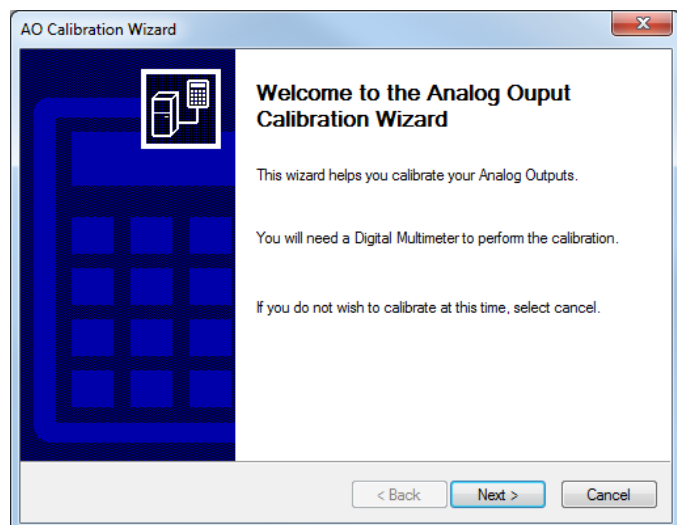 AO Calibration Wizard
Welcome to the Analog Ouput
Calibration Wizard
This wizard helps you calibrate your Analog Outputs.
You will need a Digital Multimeter to perform the calibration.
If you do not wish to calibrate at this time, select cancel.
< Back
Next >
Cancel